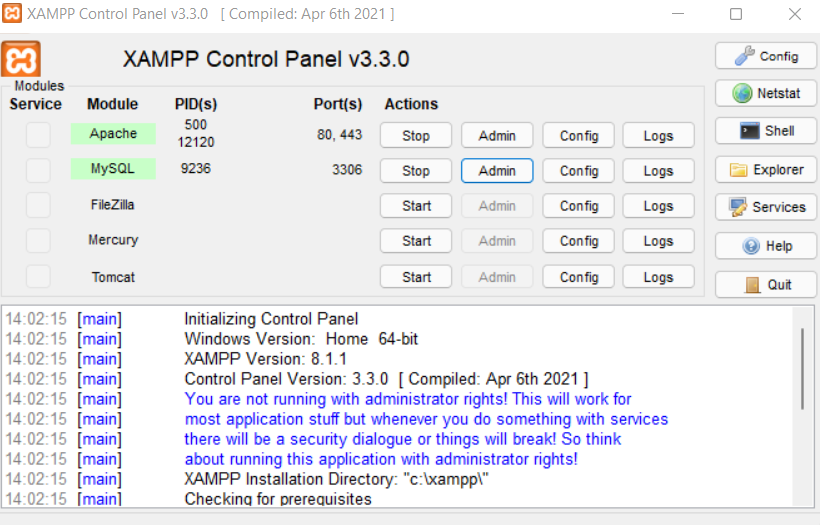 XAMPP Control Panel v3.3.0 [ Compiled: Apr 6th 2021 ]
XAMPP Control Panel v3.3.0
Config
Modules
Service Module PID(s) Port(s) Actions
Netstat
Apache 500 12120 80, 443 Stop Admin Config Logs
Shell
MySQL 9236 3306 Stop Admin Config Logs
Explorer
FileZilla Start Admin Config Logs
Services
Mercury Start Admin Config Logs
Help
Tomcat Start Admin Config Logs
Quit
14:02:15 [main] Initializing Control Panel
14:02:15 [main] Windows Version: Home 64-bit
14:02:15 [main] XAMPP Version: 8.1.1
14:02:15 [main] Control Panel Version: 3.3.0 [ Compiled: Apr 6th 2021 ]
14:02:15 [main] You are not running with administrator rights! This will work for
14:02:15 [main] most application stuff but whenever you do something with services
14:02:15 [main] there will be a security dialogue or things will break! So think
14:02:15 [main] about running this application with administrator rights!
14:02:15 [main] XAMPP Installation Directory: "c:\xampp\"
14:02:15 [main] Checking for prerequisites